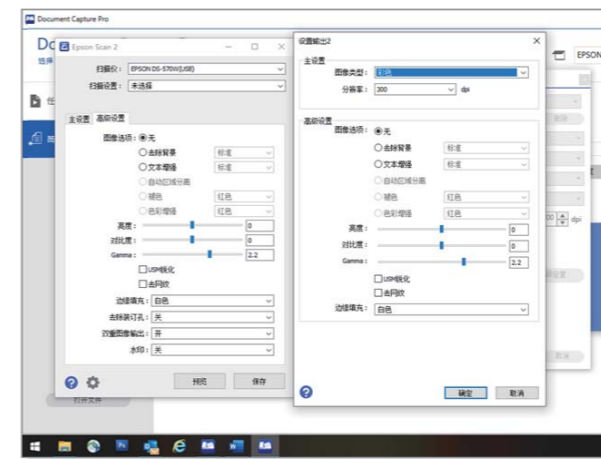 Document Capture Pro
Epson Scan 2
扫描仪： EPSON DS-570W(USB)
扫描设置： 未选择
主设置 高级设置
图像选项： 无
去除背景 标准
文本增强 标准
自动区域分离
褪色 红色
色彩增强 红色
亮度： 0
对比度： 0
Gamma： 2.2
USM锐化
去网纹
边缘填充： 白色
去除装订孔： 关
双重图像输出： 开
水印： 关
预览 保存
打开文件
设置输出2
主设置
图像类型： 彩色
分辨率： 300 dpi
高级设置
图像选项： 无
去除背景 标准
文本增强 标准
自动区域分离
褪色 红色
色彩增强 红色
亮度： 0
对比度： 0
Gamma： 2.2
USM锐化
去网纹
边缘填充： 白色
确定 取消
EPSON
删除
dpi
取消